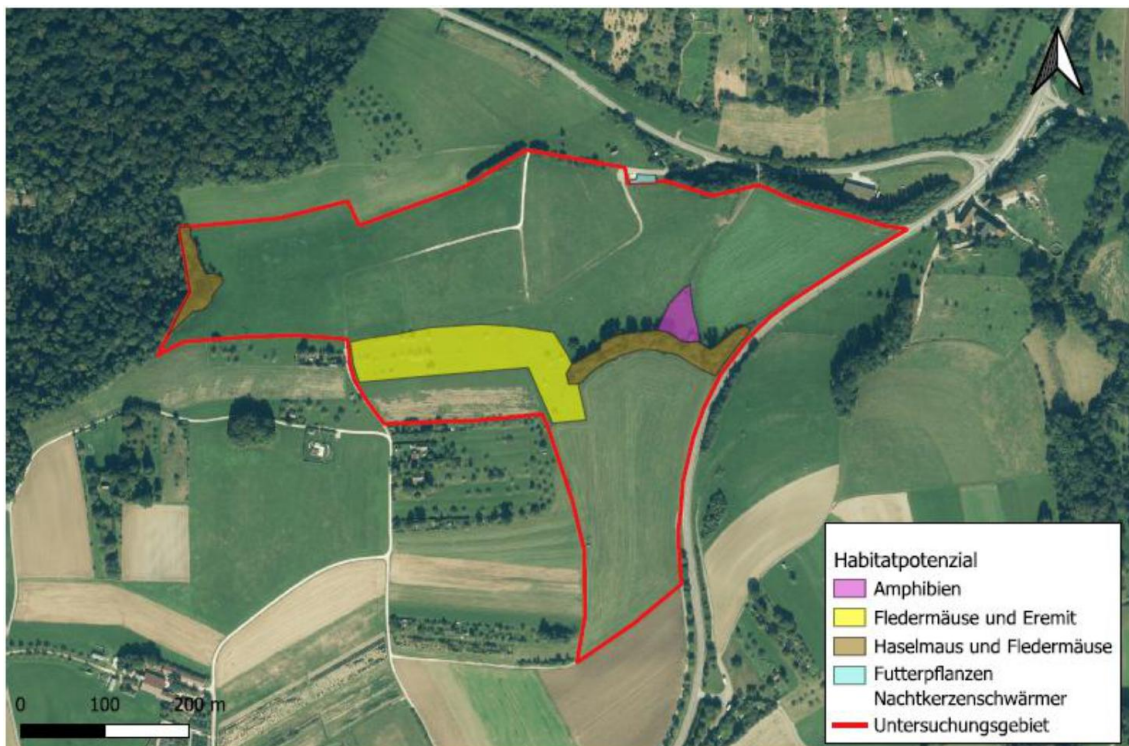 Habitatpotenzial
Amphibien
Fledermäuse und Eremit
Haselmaus und Fledermäuse
Futterpflanzen
Nachtkerzenschwärmer
Untersuchungsgebiet
0 100 200 m